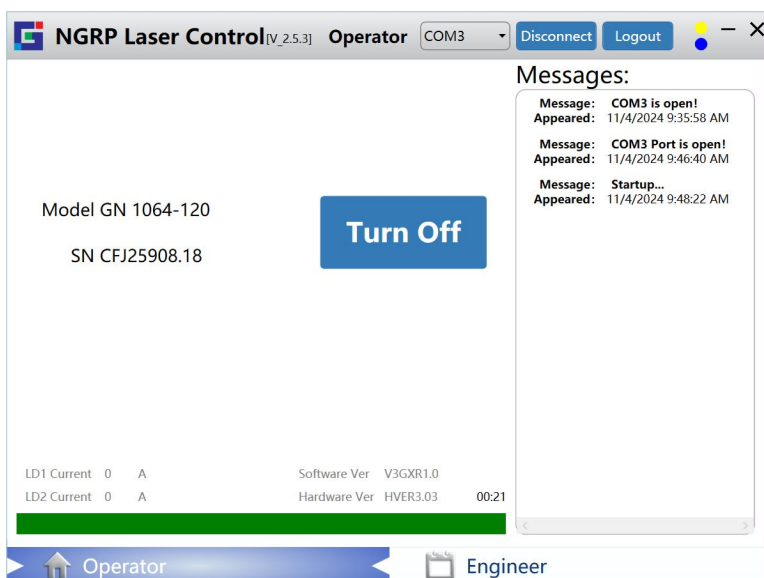 NGRP Laser Control[V_2.5.3] Operator COM3 Disconnect Logout
Messages:
Message: COM3 is open!
Appeared: 11/4/2024 9:35:58 AM
Message: COM3 Port is open!
Appeared: 11/4/2024 9:46:40 AM
Message: Startup...
Appeared: 11/4/2024 9:48:22 AM
Model GN 1064-120
SN CFJ25908.18
Turn Off
LD1 Current 0 A Software Ver V3GXR1.0
LD2 Current 0 A Hardware Ver HVER3.03 00:21
Operator Engineer